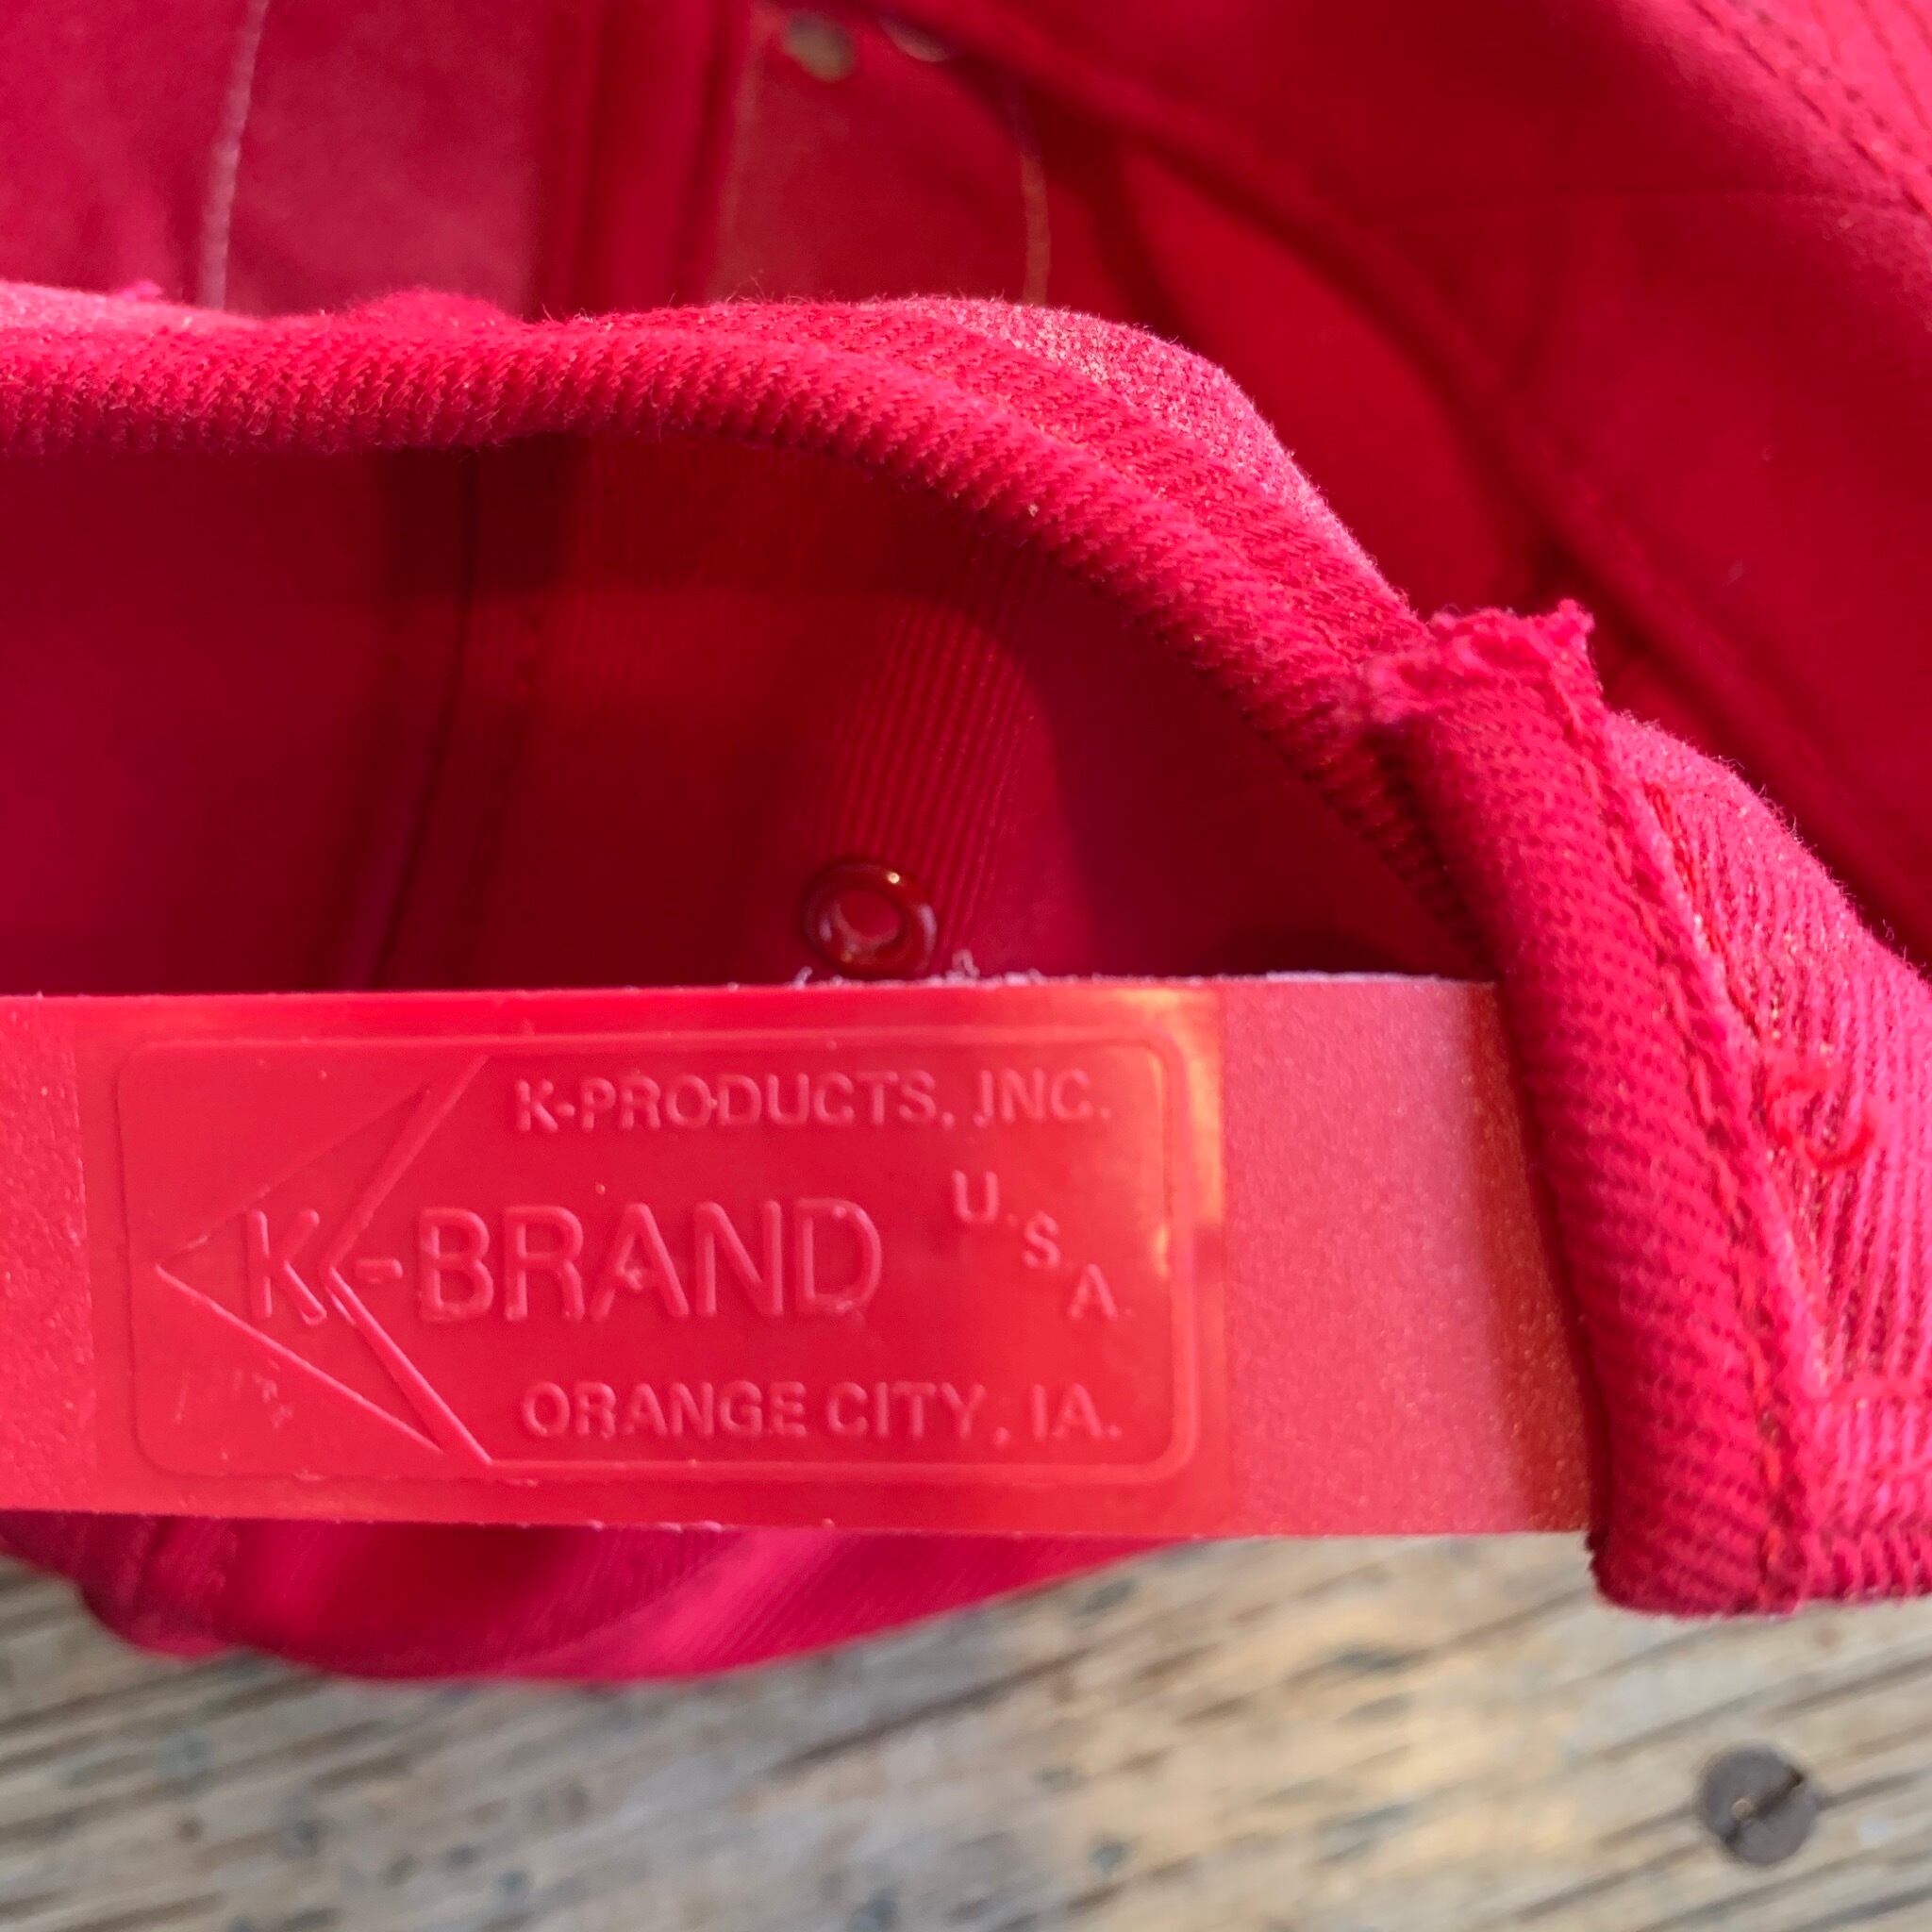 K-PRODUCTS, INC.
K-BRAND U.S.A.
ORANGE CITY, IA.